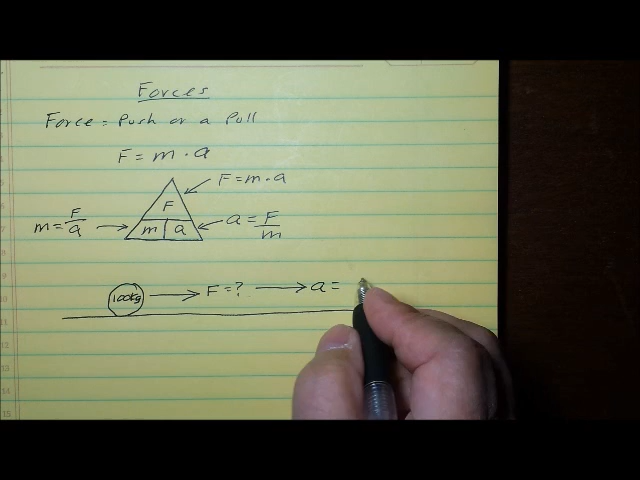 Forces
Force = Push or a Pull
F = m · a
F = m · a
F
m = F/a
m a
a = F/m
100kg → F = ? → a =